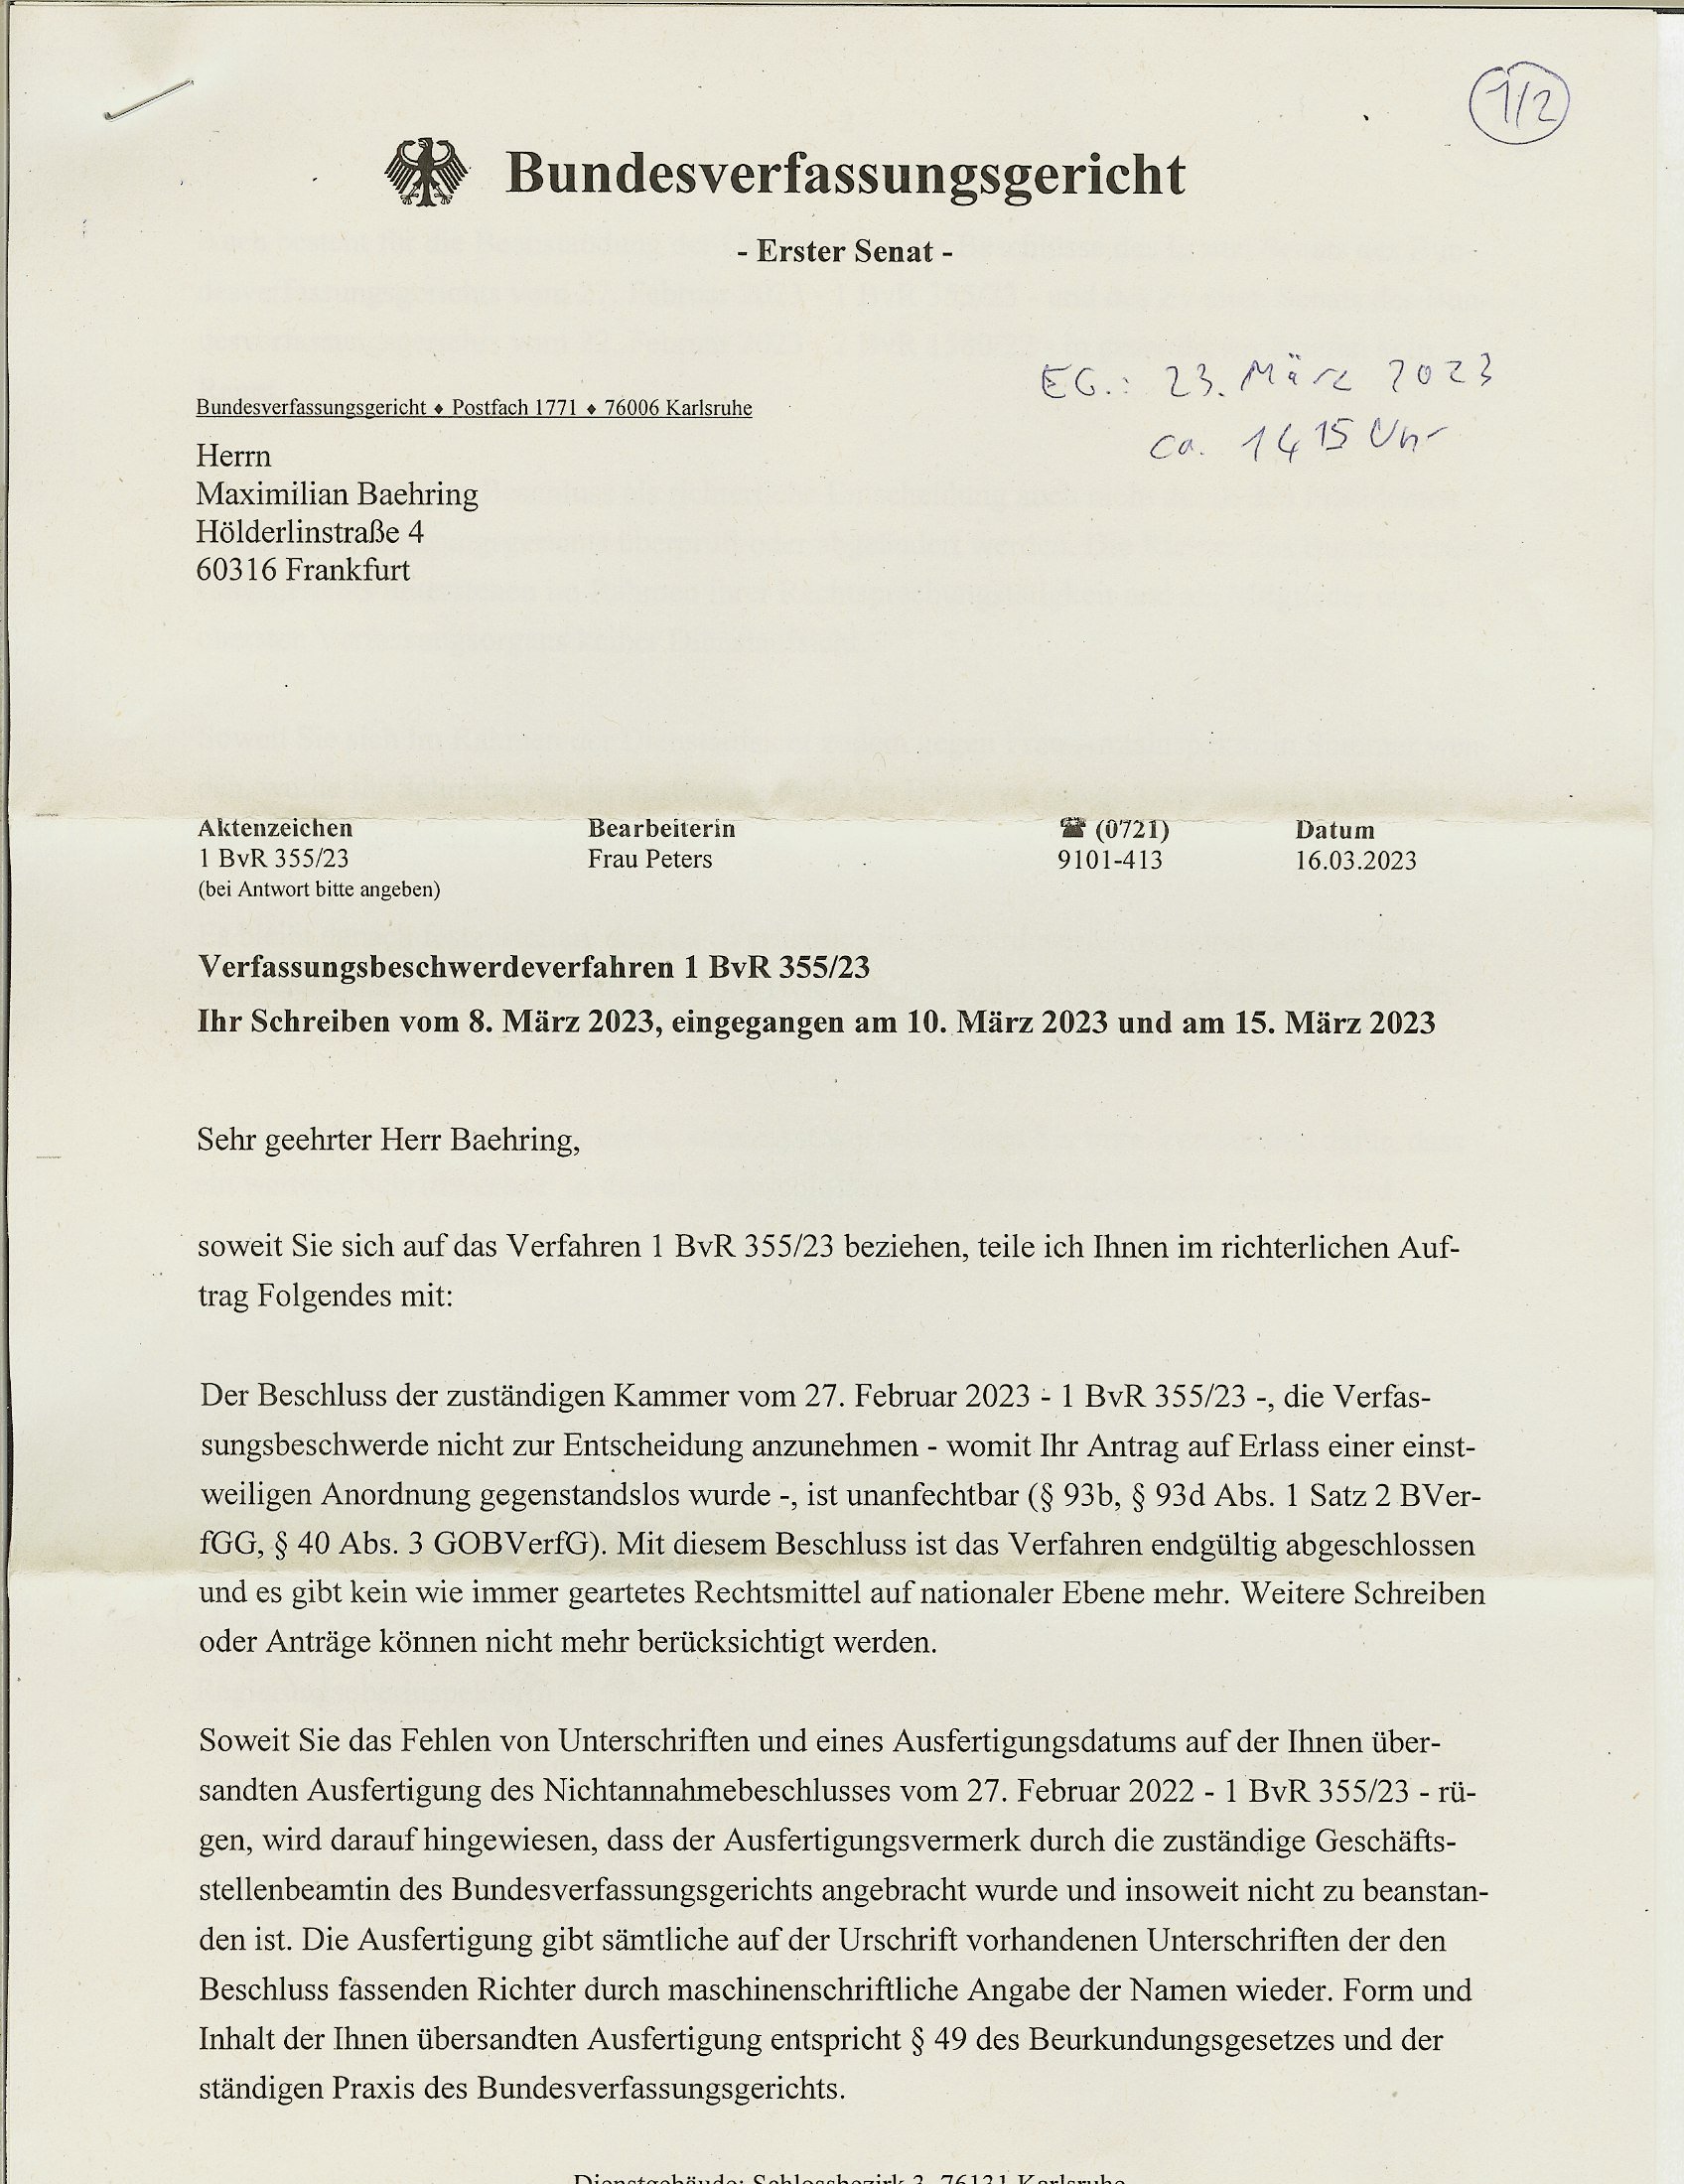 1/2
Bundesverfassungsgericht
- Erster Senat -
EG.: 23. März 2023
ca. 14 15 Uhr
Bundesverfassungsgericht ♦ Postfach 1771 ♦ 76006 Karlsruhe
Herrn
Maximilian Baehring
Hölderlinstraße 4
60316 Frankfurt
Aktenzeichen Bearbeiterin ☎ (0721) Datum
1 BvR 355/23 Frau Peters 9101-413 16.03.2023
(bei Antwort bitte angeben)
Verfassungsbeschwerdeverfahren 1 BvR 355/23
Ihr Schreiben vom 8. März 2023, eingegangen am 10. März 2023 und am 15. März 2023
Sehr geehrter Herr Baehring,
soweit Sie sich auf das Verfahren 1 BvR 355/23 beziehen, teile ich Ihnen im richterlichen Auf-
trag Folgendes mit:
Der Beschluss der zuständigen Kammer vom 27. Februar 2023 - 1 BvR 355/23 -, die Verfas-
sungsbeschwerde nicht zur Entscheidung anzunehmen - womit Ihr Antrag auf Erlass einer einst-
weiligen Anordnung gegenstandslos wurde -, ist unanfechtbar (§ 93b, § 93d Abs. 1 Satz 2 BVer-
fGG, § 40 Abs. 3 GOBVerfG). Mit diesem Beschluss ist das Verfahren endgültig abgeschlossen
und es gibt kein wie immer geartetes Rechtsmittel auf nationaler Ebene mehr. Weitere Schreiben
oder Anträge können nicht mehr berücksichtigt werden.
Soweit Sie das Fehlen von Unterschriften und eines Ausfertigungsdatums auf der Ihnen über-
sandten Ausfertigung des Nichtannahmebeschlusses vom 27. Februar 2022 - 1 BvR 355/23 - rü-
gen, wird darauf hingewiesen, dass der Ausfertigungsvermerk durch die zuständige Geschäfts-
stellenbeamtin des Bundesverfassungsgerichts angebracht wurde und insoweit nicht zu beanstan-
den ist. Die Ausfertigung gibt sämtliche auf der Urschrift vorhandenen Unterschriften der den
Beschluss fassenden Richter durch maschinenschriftliche Angabe der Namen wieder. Form und
Inhalt der Ihnen übersandten Ausfertigung entspricht § 49 des Beurkundungsgesetzes und der
ständigen Praxis des Bundesverfassungsgerichts.
Dienstgebäude: Schlossbezirk 3, 76131 Karlsruhe